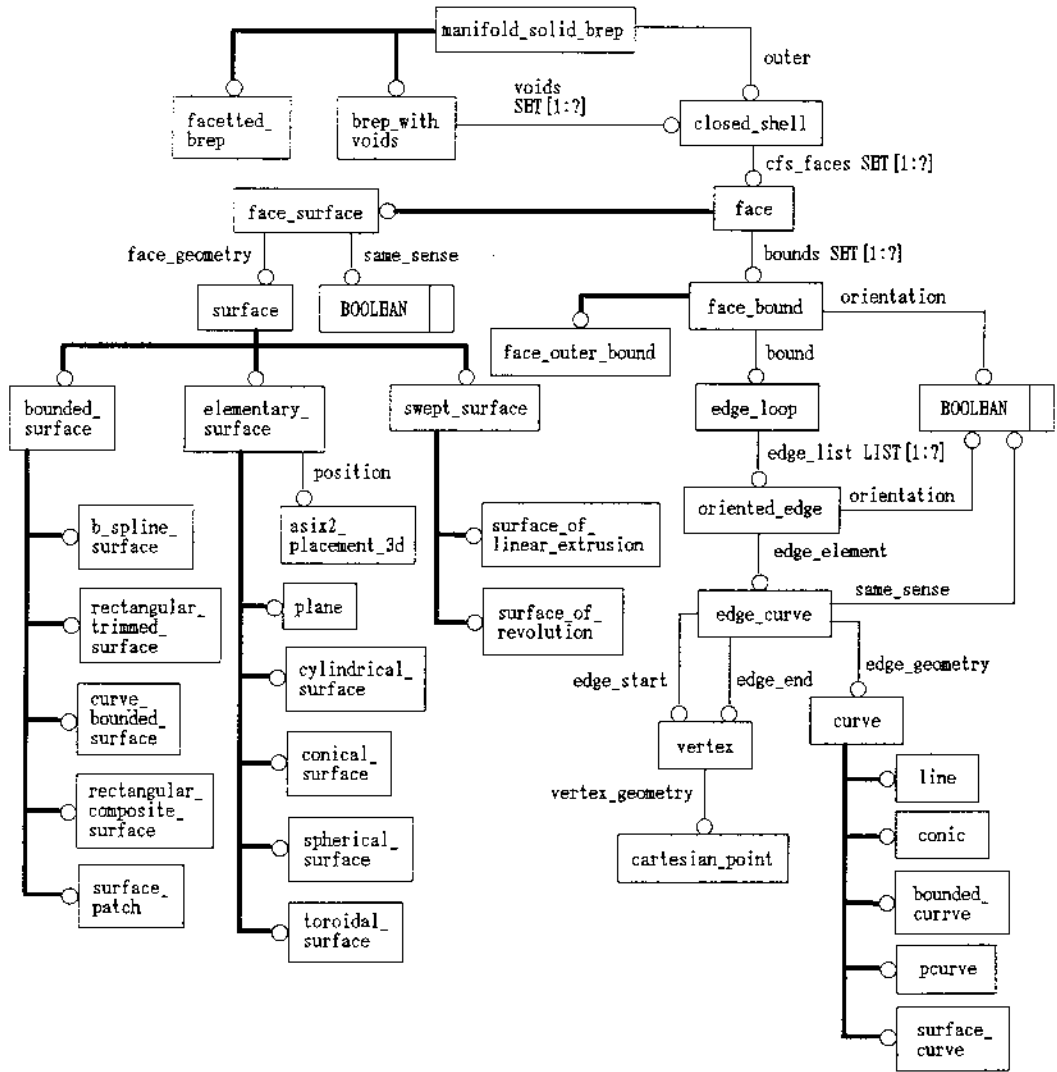 manifold_solid_brep
outer
voids
SET[1:?]
facetted_
brep
brep_with
voids
closed_shell
cfs_faces SET[1:?]
face_surface
face
face_geometry
same_sense
bounds SET[1:?]
surface
BOOLEAN
face_bound
orientation
face_outer_bound
bound
bounded_
surface
elementary_
surface
swept_surface
edge_loop
BOOLEAN
position
edge_list LIST[1:?]
b_spline_
surface
asix2_
placement_3d
surface_of_
linear_extrusion
oriented_edge
orientation
edge_element
rectangular_
trimmed_
surface
plane
surface_of_
revolution
edge_curve
same_sense
cylindrical_
surface
edge_start
edge_end
edge_geometry
curve_
bounded_
surface
vertex
curve
conical_
surface
line
rectangular_
composite_
surface
vertex_geometry
spherical_
surface
cartesian_point
conic
surface_
patch
bounded_
currve
toroidal_
surface
pcurve
surface_
curve